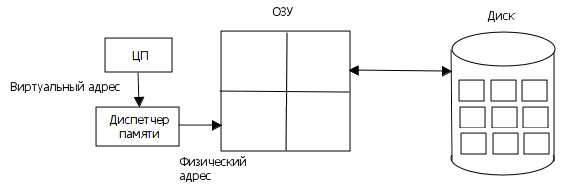 ОЗУ
Диск
ЦП
Виртуальный адрес
Диспетчер
памяти
Физический
адрес